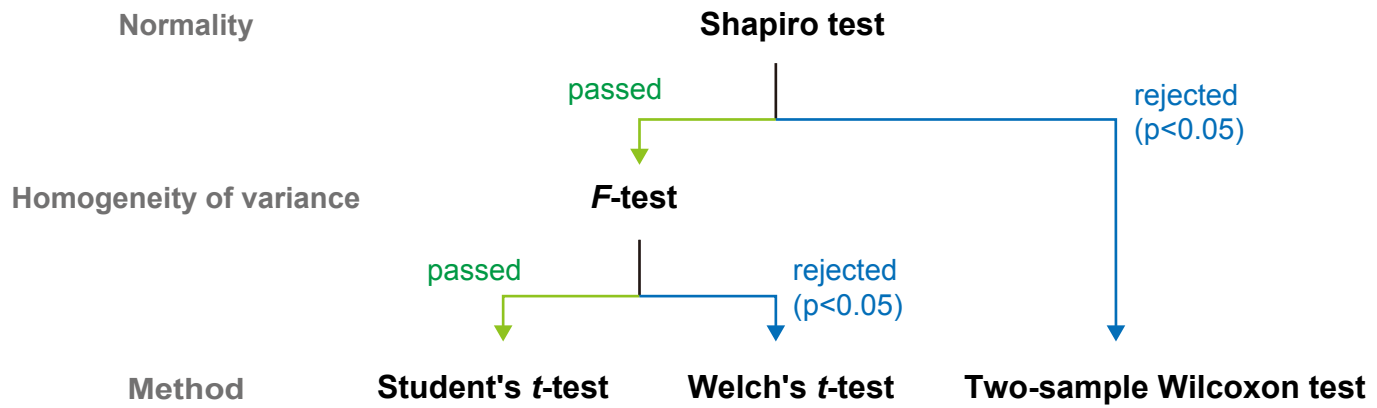 Normality
Shapiro test
passed
rejected
(p<0.05)
Homogeneity of variance
F-test
passed
rejected
(p<0.05)
Method
Student's t-test
Welch's t-test
Two-sample Wilcoxon test